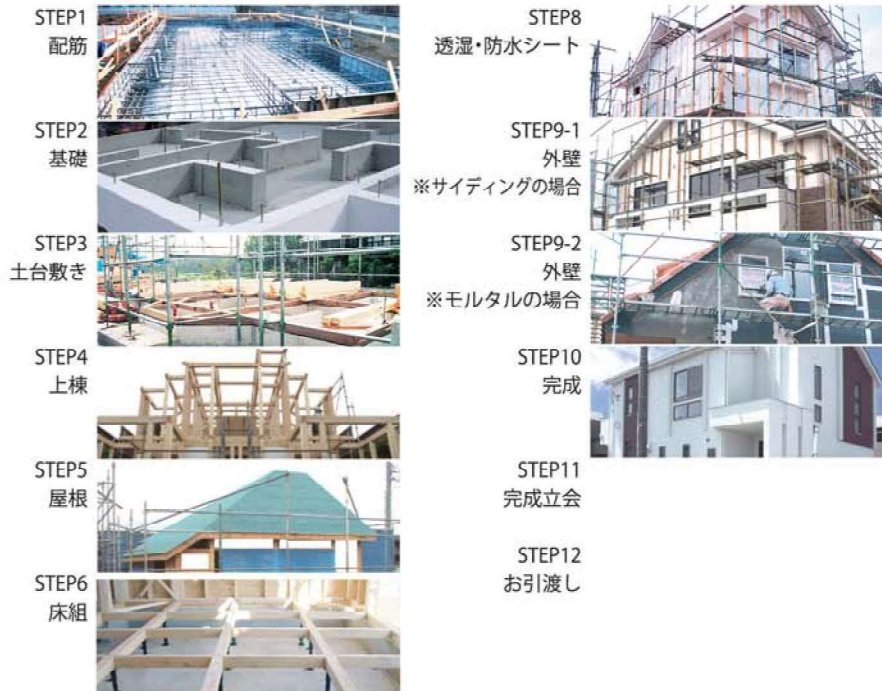 STEP1
配筋
STEP2
基礎
STEP3
土台敷き
STEP4
上棟
STEP5
屋根
STEP6
床組
STEP8
透湿・防水シート
STEP9-1
外壁
※サイディングの場合
STEP9-2
外壁
※モルタルの場合
STEP10
完成
STEP11
完成立会
STEP12
お引渡し